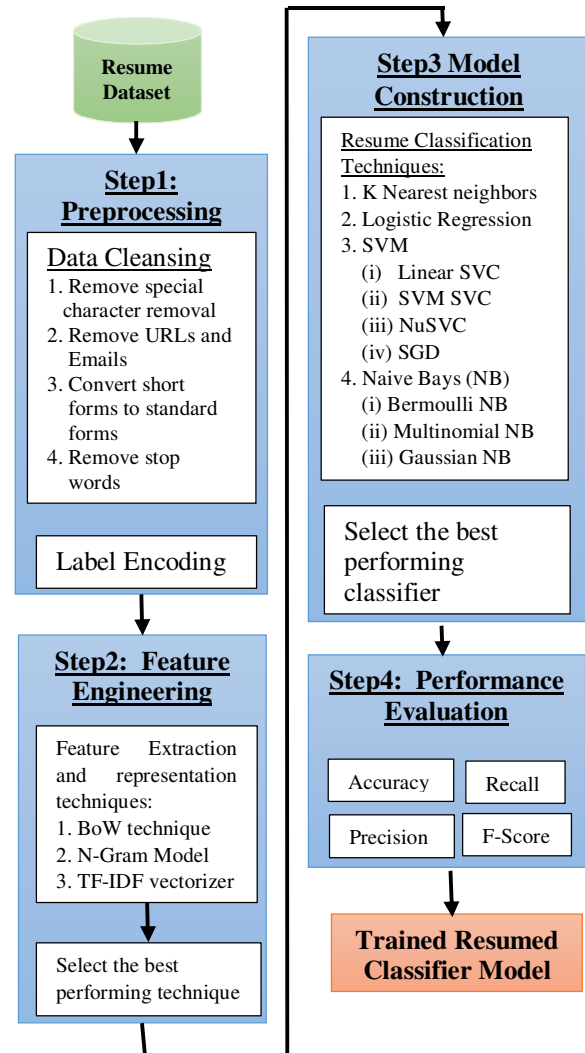 Resume
Dataset
Step1:
Preprocessing
Data Cleansing
1. Remove special
character removal
2. Remove URLs and
Emails
3. Convert short
forms to standard
forms
4. Remove stop
words
Label Encoding
Step2: Feature
Engineering
Feature Extraction
and representation
techniques:
1. BoW technique
2. N-Gram Model
3. TF-IDF vectorizer
Select the best
performing technique
Step3 Model
Construction
Resume Classification
Techniques:
1. K Nearest neighbors
2. Logistic Regression
3. SVM
(i) Linear SVC
(ii) SVM SVC
(iii) NuSVC
(iv) SGD
4. Naive Bays (NB)
(i) Bermoulli NB
(ii) Multinomial NB
(iii) Gaussian NB
Select the best
performing
classifier
Step4: Performance
Evaluation
Accuracy
Recall
Precision
F-Score
Trained Resumed
Classifier Model